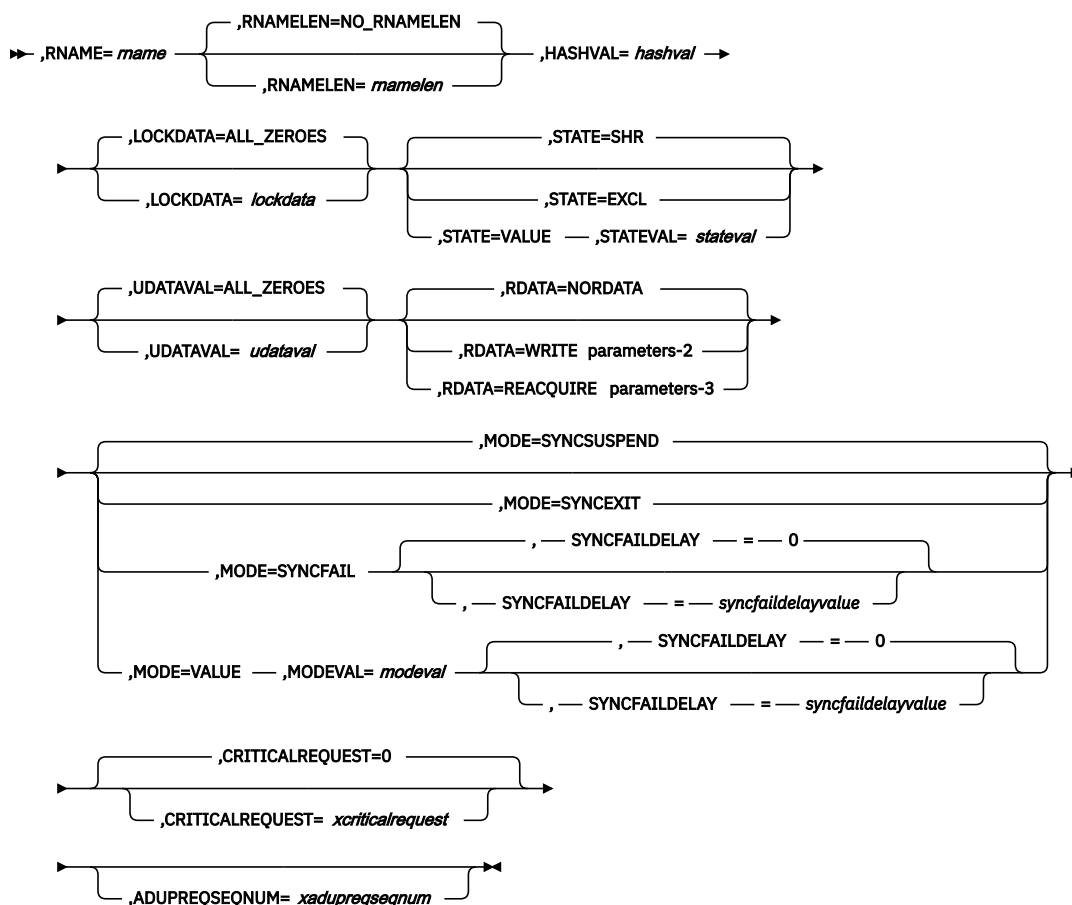 ,RNAMELEN=NO_RNAMELEN
,RNAME= rname ,HASHVAL= hashval
,RNAMELEN= rnamelen
,LOCKDATA=ALL_ZEROES ,STATE=SHR
,LOCKDATA= lockdata ,STATE=EXCL
,STATE=VALUE ,STATEVAL= stateval
,UDATAVAL=ALL_ZEROES ,RDATA=NORDATA
,UDATAVAL= udataval ,RDATA=WRITE parameters-2
,RDATA=REACQUIRE parameters-3
,MODE=SYNCSUSPEND
,MODE=SYNCEXIT
, SYNCFAILDELAY = 0
,MODE=SYNCFAIL
, SYNCFAILDELAY = syncfaildelayvalue
, SYNCFAILDELAY = 0
,MODE=VALUE ,MODEVAL= modeval
, SYNCFAILDELAY = syncfaildelayvalue
,CRITICALREQUEST=0
,CRITICALREQUEST= xcriticalrequest
,ADUPREQSEQNUM= xadupreqseqnum